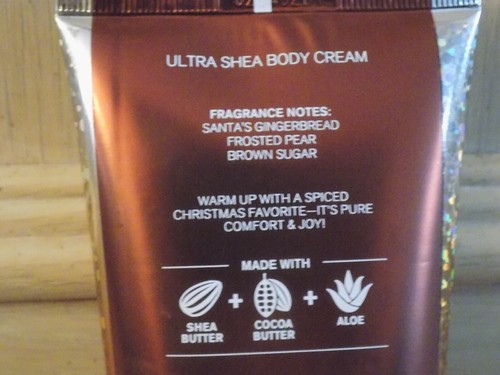 ULTRA SHEA BODY CREAM
FRAGRANCE NOTES:
SANTA'S GINGERBREAD
FROSTED PEAR
BROWN SUGAR
WARM UP WITH A SPICED
CHRISTMAS FAVORITE—IT'S PURE
COMFORT & JOY!
MADE WITH
SHEA BUTTER + COCOA BUTTER + ALOE